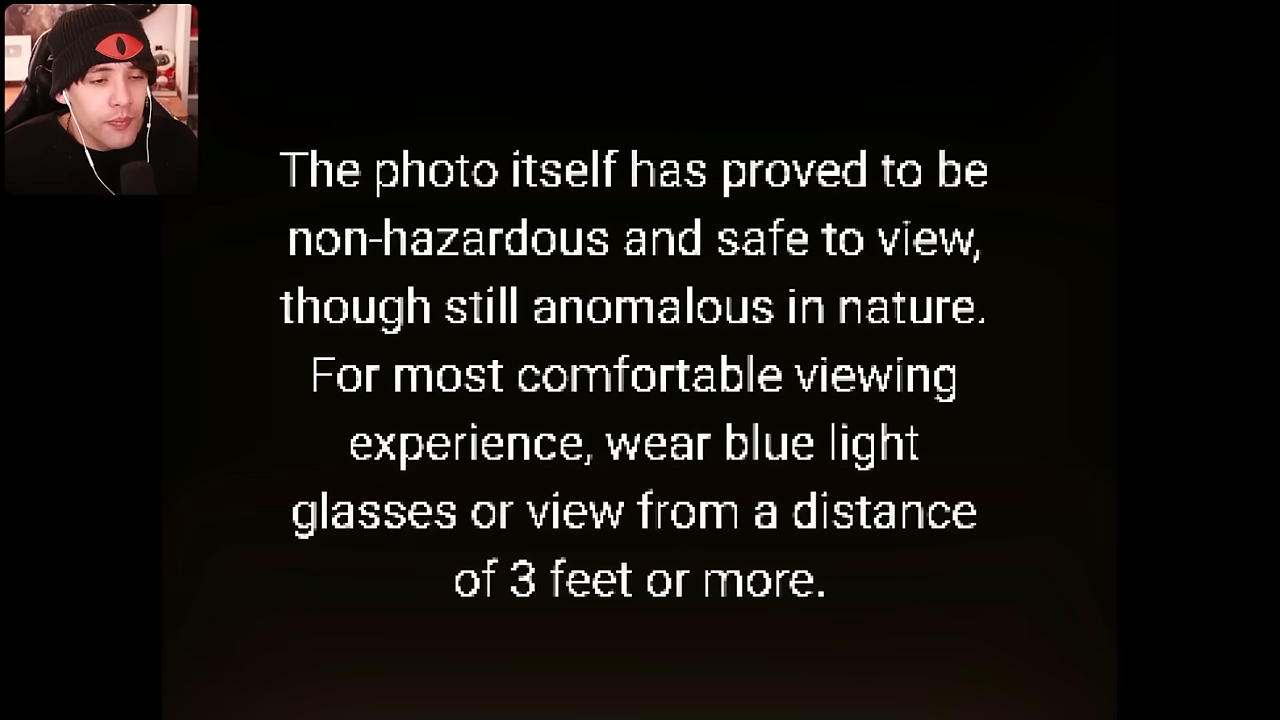 The photo itself has proved to be
non-hazardous and safe to view,
though still anomalous in nature.
For most comfortable viewing
experience, wear blue light
glasses or view from a distance
of 3 feet or more.